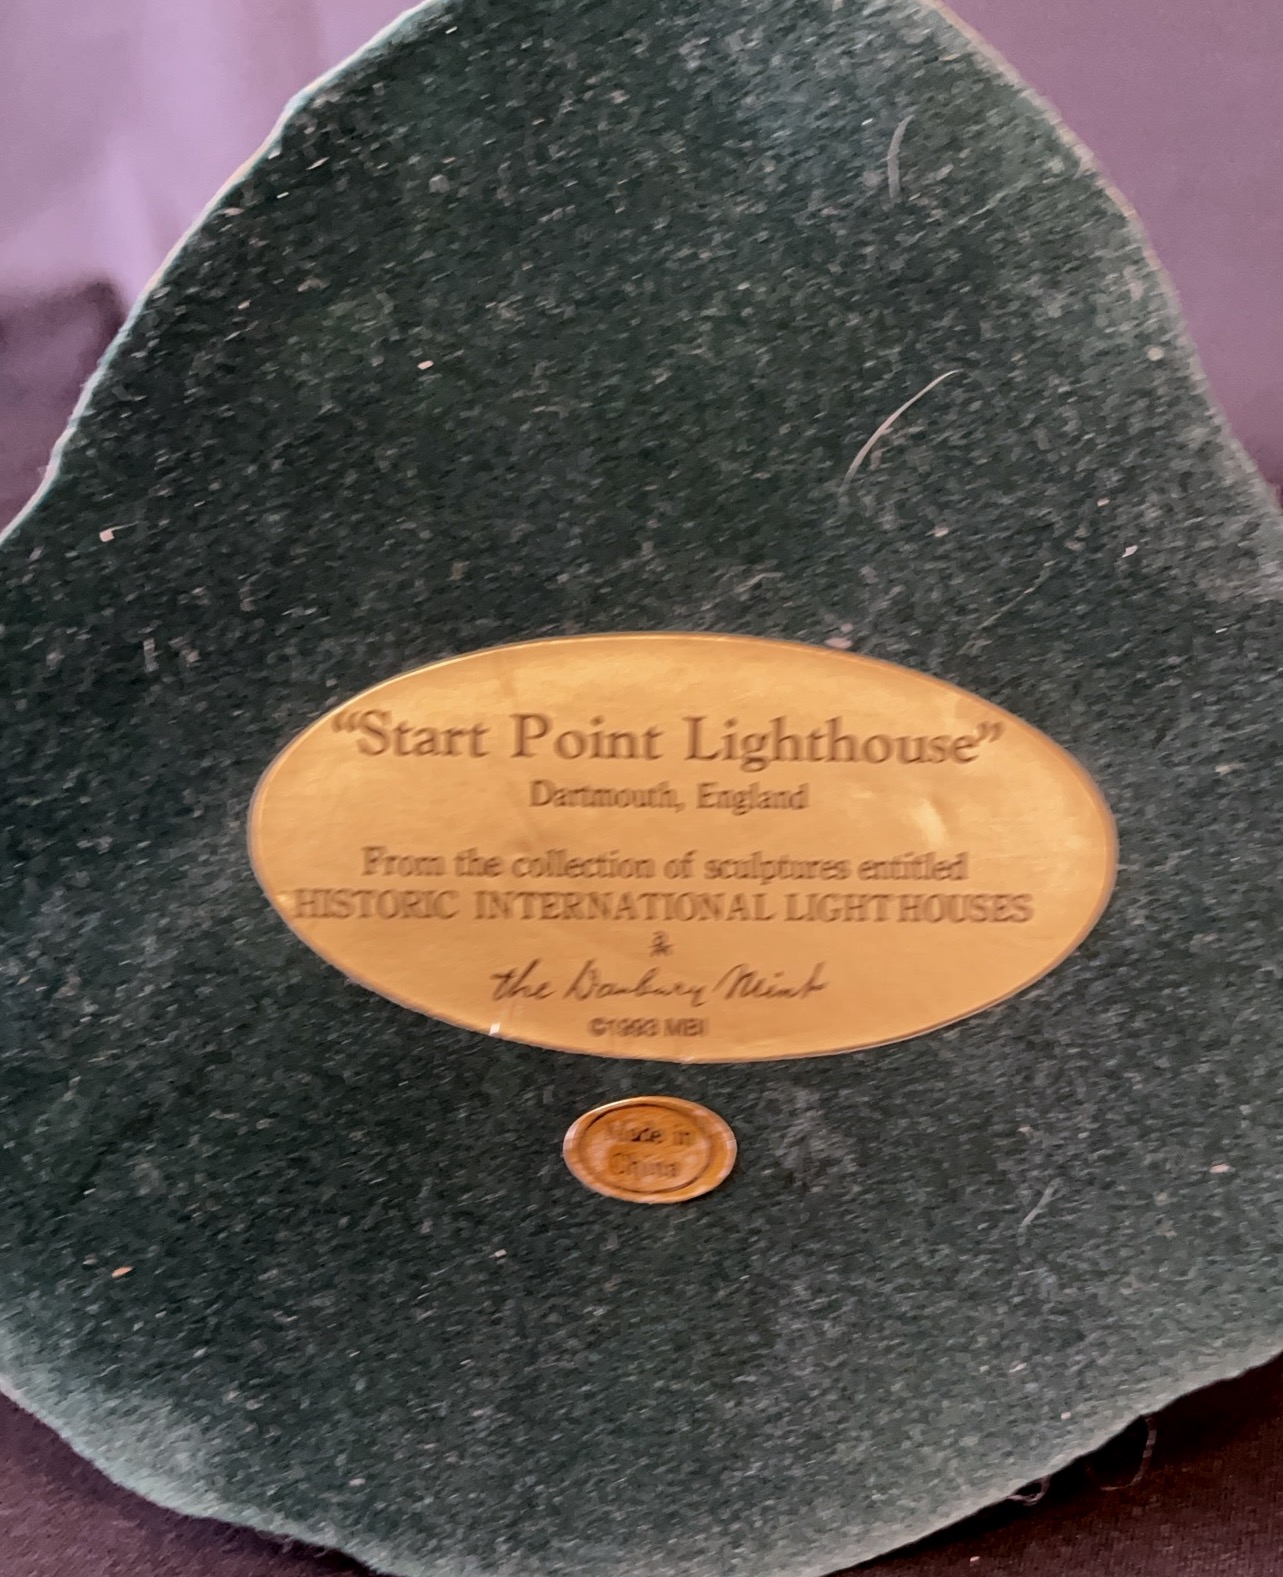 “Start Point Lighthouse”
Dartmouth, England
From the collection of sculptures entitled
HISTORIC INTERNATIONAL LIGHTHOUSES
the Danbury Mint
©1993 MBI
Made in
China